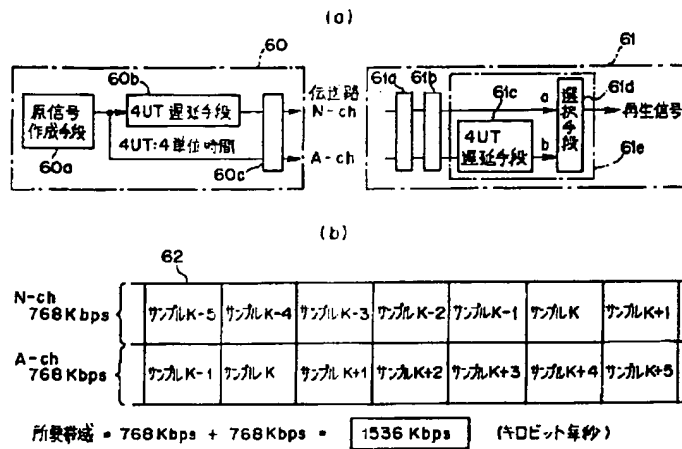 (a)
60
61
60b
伝送路
61a
61b
61c
61d
原信号
作成手段
4UT 遅延手段
N-ch
a
選択手段
再生信号
4UT:4単位時間
A-ch
4UT
遅延手段
b
60a
60c
61e
(b)
62
N-ch
768Kbps
サンプルK-5 サンプルK-4 サンプルK-3 サンプルK-2 サンプルK-1 サンプルK サンプルK+1
A-ch
768Kbps
サンプルK-1 サンプルK サンプルK+1 サンプルK+2 サンプルK+3 サンプルK+4 サンプルK+5
所要帯域 = 768Kbps + 768Kbps = 1536 Kbps (キロビット毎秒)